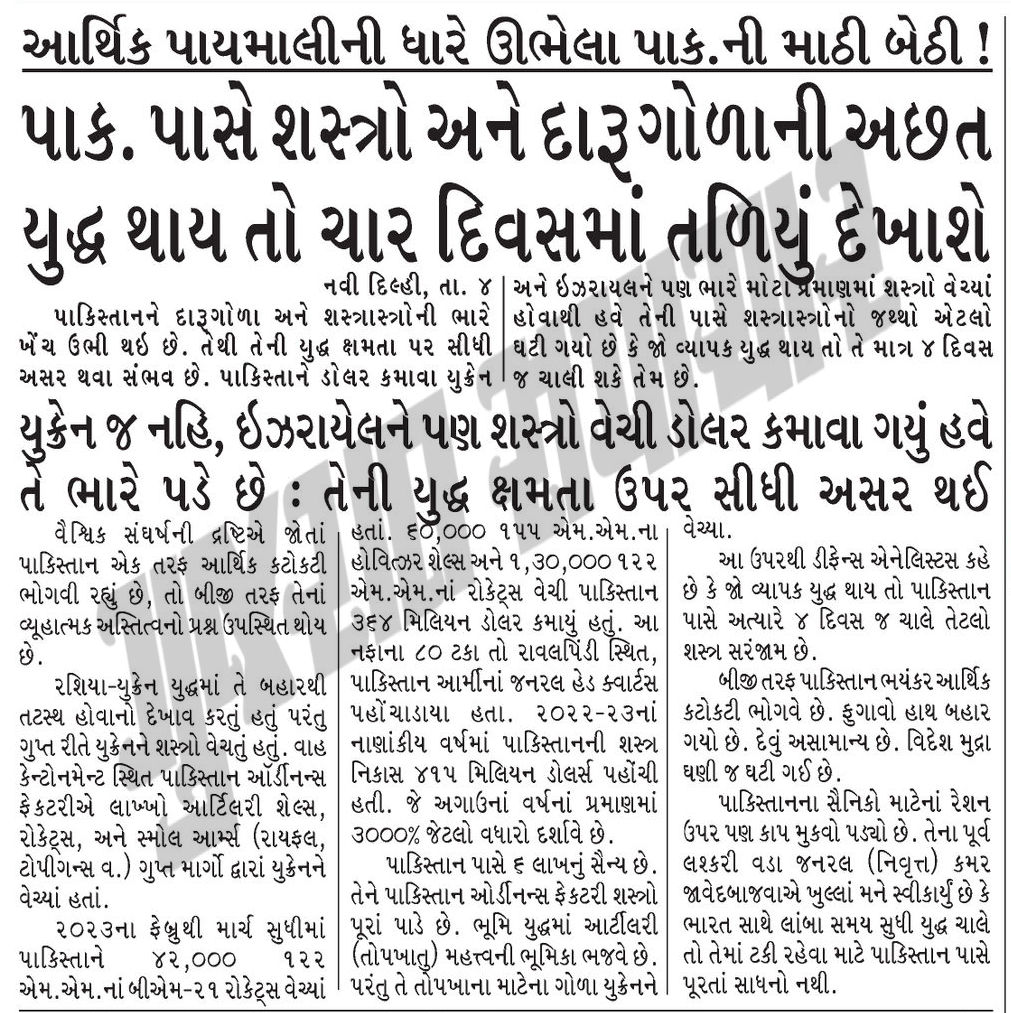 આર્થિક પાયમાલીની ધારે ઊભેલા પાક.ની માઠી બેઠી !
પાક. પાસે શસ્ત્રો અને દારૂગોળાની અછત
યુદ્ધ થાય તો ચાર દિવસમાં તળિયું દેખાશે
નવી દિલ્હી, તા. ૪
પાકિસ્તાનને દારૂગોળા અને શસ્ત્રાસ્ત્રોની ભારે
ખેંચ ઉભી થઇ છે. તેથી તેની યુદ્ધ ક્ષમતા પર સીધી
અસર થવા સંભવ છે. પાકિસ્તાને ડોલર કમાવા યુક્રેન
અને ઇઝરાયલને પણ ભારે મોટા પ્રમાણમાં શસ્ત્રો વેચ્યાં
હોવાથી હવે તેની પાસે શસ્ત્રાસ્ત્રોનો જથ્થો એટલો
ઘટી ગયો છે કે જો વ્યાપક યુદ્ધ થાય તો તે માત્ર ૪ દિવસ
જ ચાલી શકે તેમ છે.
યુક્રેન જ નહિ, ઇઝરાયેલને પણ શસ્ત્રો વેચી ડોલર કમાવા ગયું હવે
તે ભારે પડે છે : તેની યુદ્ધ ક્ષમતા ઉપર સીધી અસર થઈ
વૈશ્વિક સંઘર્ષની દ્રષ્ટિએ જોતાં
પાકિસ્તાન એક તરફ આર્થિક કટોકટી
ભોગવી રહ્યું છે, તો બીજી તરફ તેનાં
વ્યૂહાત્મક અસ્તિત્વનો પ્રશ્ન ઉપસ્થિત થોય
છે.
રશિયા-યુક્રેન યુદ્ધમાં તે બહારથી
તટસ્થ હોવાનો દેખાવ કરતું હતું પરંતુ
ગુપ્ત રીતે યુક્રેનને શસ્ત્રો વેચતું હતું. વાહ
કેન્ટોનમેન્ટ સ્થિત પાકિસ્તાન ઑર્ડીનન્સ
ફેકટરીએ લાખ્ખો આર્ટિલરી શેલ્સ,
રોકેટ્સ, અને સ્મોલ આર્મ્સ (રાયફલ,
ટોપીગન્સ વ.) ગુપ્ત માર્ગો દ્વારાં યુક્રેનને
વેચ્યાં હતાં.
૨૦૨૩ના ફેબ્રુથી માર્ચ સુધીમાં
પાકિસ્તાને ૪૨,૦૦૦ ૧૨૨
એમ.એમ.નાં બીએમ-૨૧ રોકેટ્સ વેચ્યાં
હતાં. ૬૦,૦૦૦ ૧૫૫ એમ.એમ.ના
હોવિત્ઝર શેલ્સ અને ૧,૩૦,૦૦૦ ૧૨૨
એમ.એમ.નાં રોકેટ્સ વેચી પાકિસ્તાન
૩૬૪ મિલિયન ડોલર કમાયું હતું. આ
નફાના ૮૦ ટકા તો રાવલપિંડી સ્થિત,
પાકિસ્તાન આર્મીનાં જનરલ હેડ ક્વાર્ટસ
પહોંચાડાયા હતા. ૨૦૨૨-૨૩નાં
નાણાંકીય વર્ષમાં પાકિસ્તાનની શસ્ત્ર
નિકાસ ૪૧૫ મિલિયન ડોલર્સ પહોંચી
હતી. જે અગાઉનાં વર્ષનાં પ્રમાણમાં
૩૦૦૦% જેટલો વધારો દર્શાવે છે.
પાકિસ્તાન પાસે ૬ લાખનું સૈન્ય છે.
તેને પાકિસ્તાન ઓર્ડીનન્સ ફેકટરી શસ્ત્રો
પૂરાં પાડે છે. ભૂમિ યુદ્ધમાં આર્ટીલરી
(તોપખાતુ) મહત્ત્વની ભૂમિકા ભજવે છે.
પરંતુ તે તોપખાના માટેના ગોળા યુક્રેનને
વેચ્યા.
આ ઉપરથી ડીફેન્સ એનેલિસ્ટસ કહે
છે કે જો વ્યાપક યુદ્ધ થાય તો પાકિસ્તાન
પાસે અત્યારે ૪ દિવસ જ ચાલે તેટલો
શસ્ત્ર સરંજામ છે.
બીજી તરફ પાકિસ્તાન ભયંકર આર્થિક
કટોકટી ભોગવે છે. ફુગાવો હાથ બહાર
ગયો છે. દેવું અસામાન્ય છે. વિદેશ મુદ્રા
ઘણી જ ઘટી ગઈ છે.
પાકિસ્તાનના સૈનિકો માટેનાં રેશન
ઉપર પણ કાપ મુકવો પડ્યો છે. તેના પૂર્વ
લશ્કરી વડા જનરલ (નિવૃત્ત) કમર
જાવેદબાજવાએ ખુલ્લાં મને સ્વીકાર્યું છે કે
ભારત સાથે લાંબા સમય સુધી યુદ્ધ ચાલે
તો તેમાં ટકી રહેવા માટે પાકિસ્તાન પાસે
પૂરતાં સાધનો નથી.
ગુજરાત સમાચાર